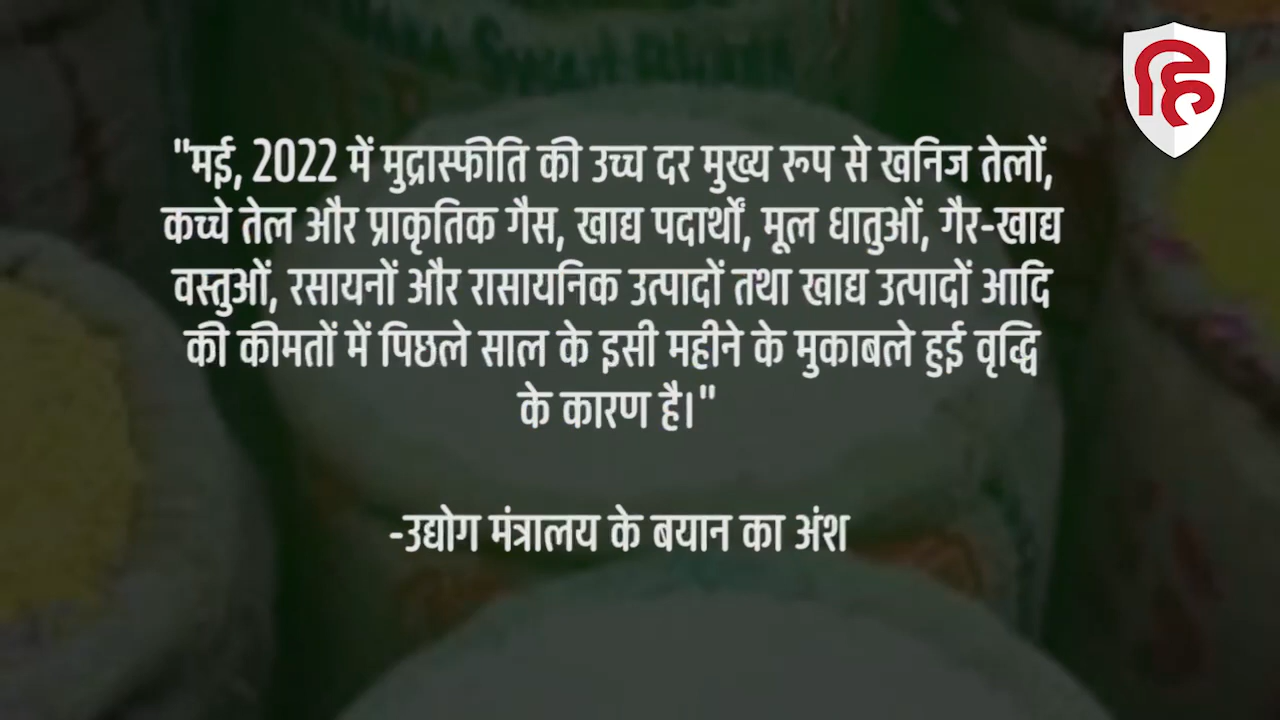 "मई, 2022 में मुद्रास्फीति की उच्च दर मुख्य रूप से खनिज तेलों,
कच्चे तेल और प्राकृतिक गैस, खाद्य पदार्थों, मूल धातुओं, गैर-खाद्य
वस्तुओं, रसायनों और रासायनिक उत्पादों तथा खाद्य उत्पादों आदि
की कीमतों में पिछले साल के इसी महीने के मुकाबले हुई वृद्धि
के कारण है।"
-उद्योग मंत्रालय के बयान का अंश
हि